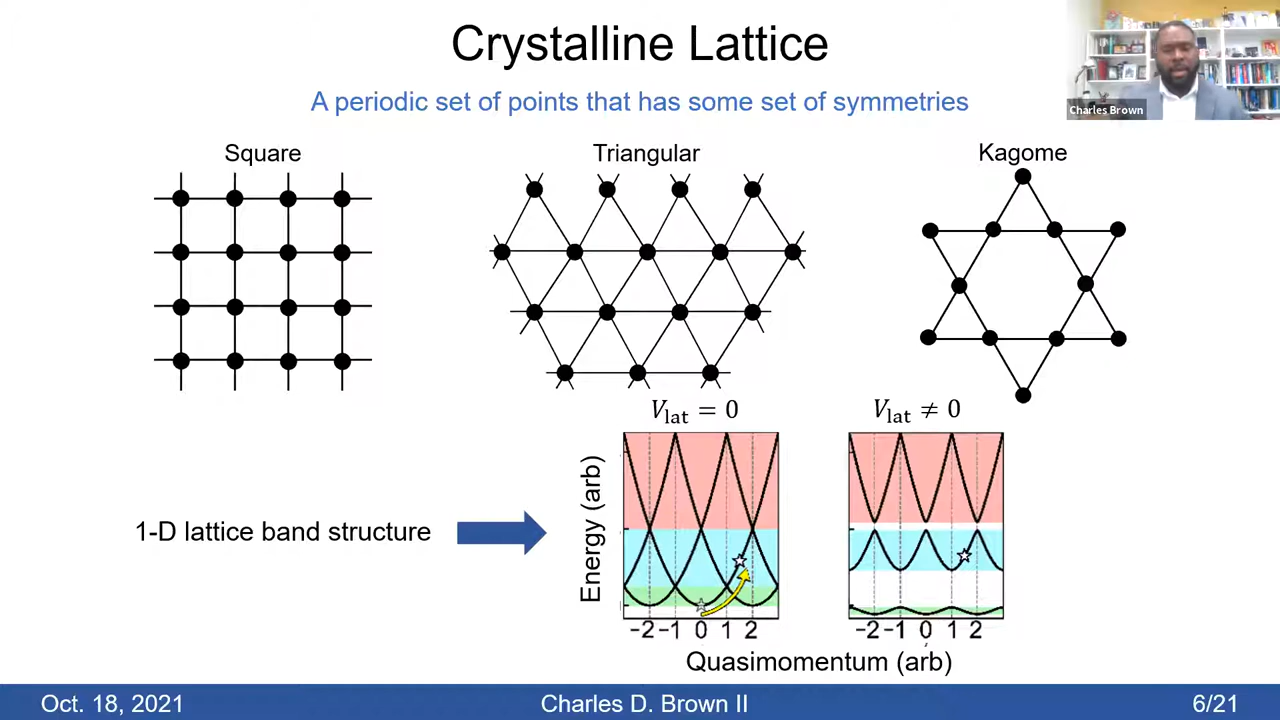 Crystalline Lattice
A periodic set of points that has some set of symmetries
Charles Brown
Square
Triangular
Kagome
V_lat = 0
V_lat ≠ 0
1-D lattice band structure
Energy (arb)
−2 −1 0 1 2
−2 −1 0 1 2
Quasimomentum (arb)
Oct. 18, 2021
Charles D. Brown II
6/21